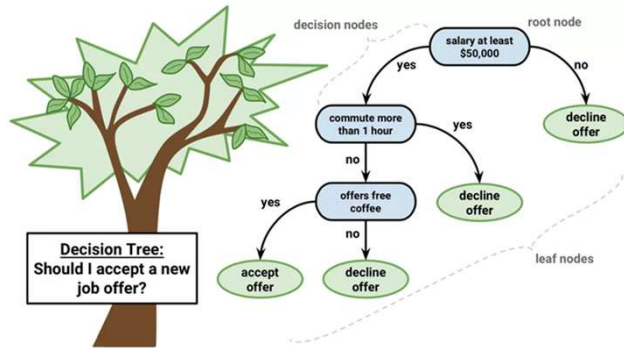 decision nodes
root node
salary at least
$50,000
yes
no
commute more
than 1 hour
decline
offer
yes
no
offers free
coffee
decline
offer
yes
no
Decision Tree:
Should I accept a new
job offer?
accept
offer
decline
offer
leaf nodes